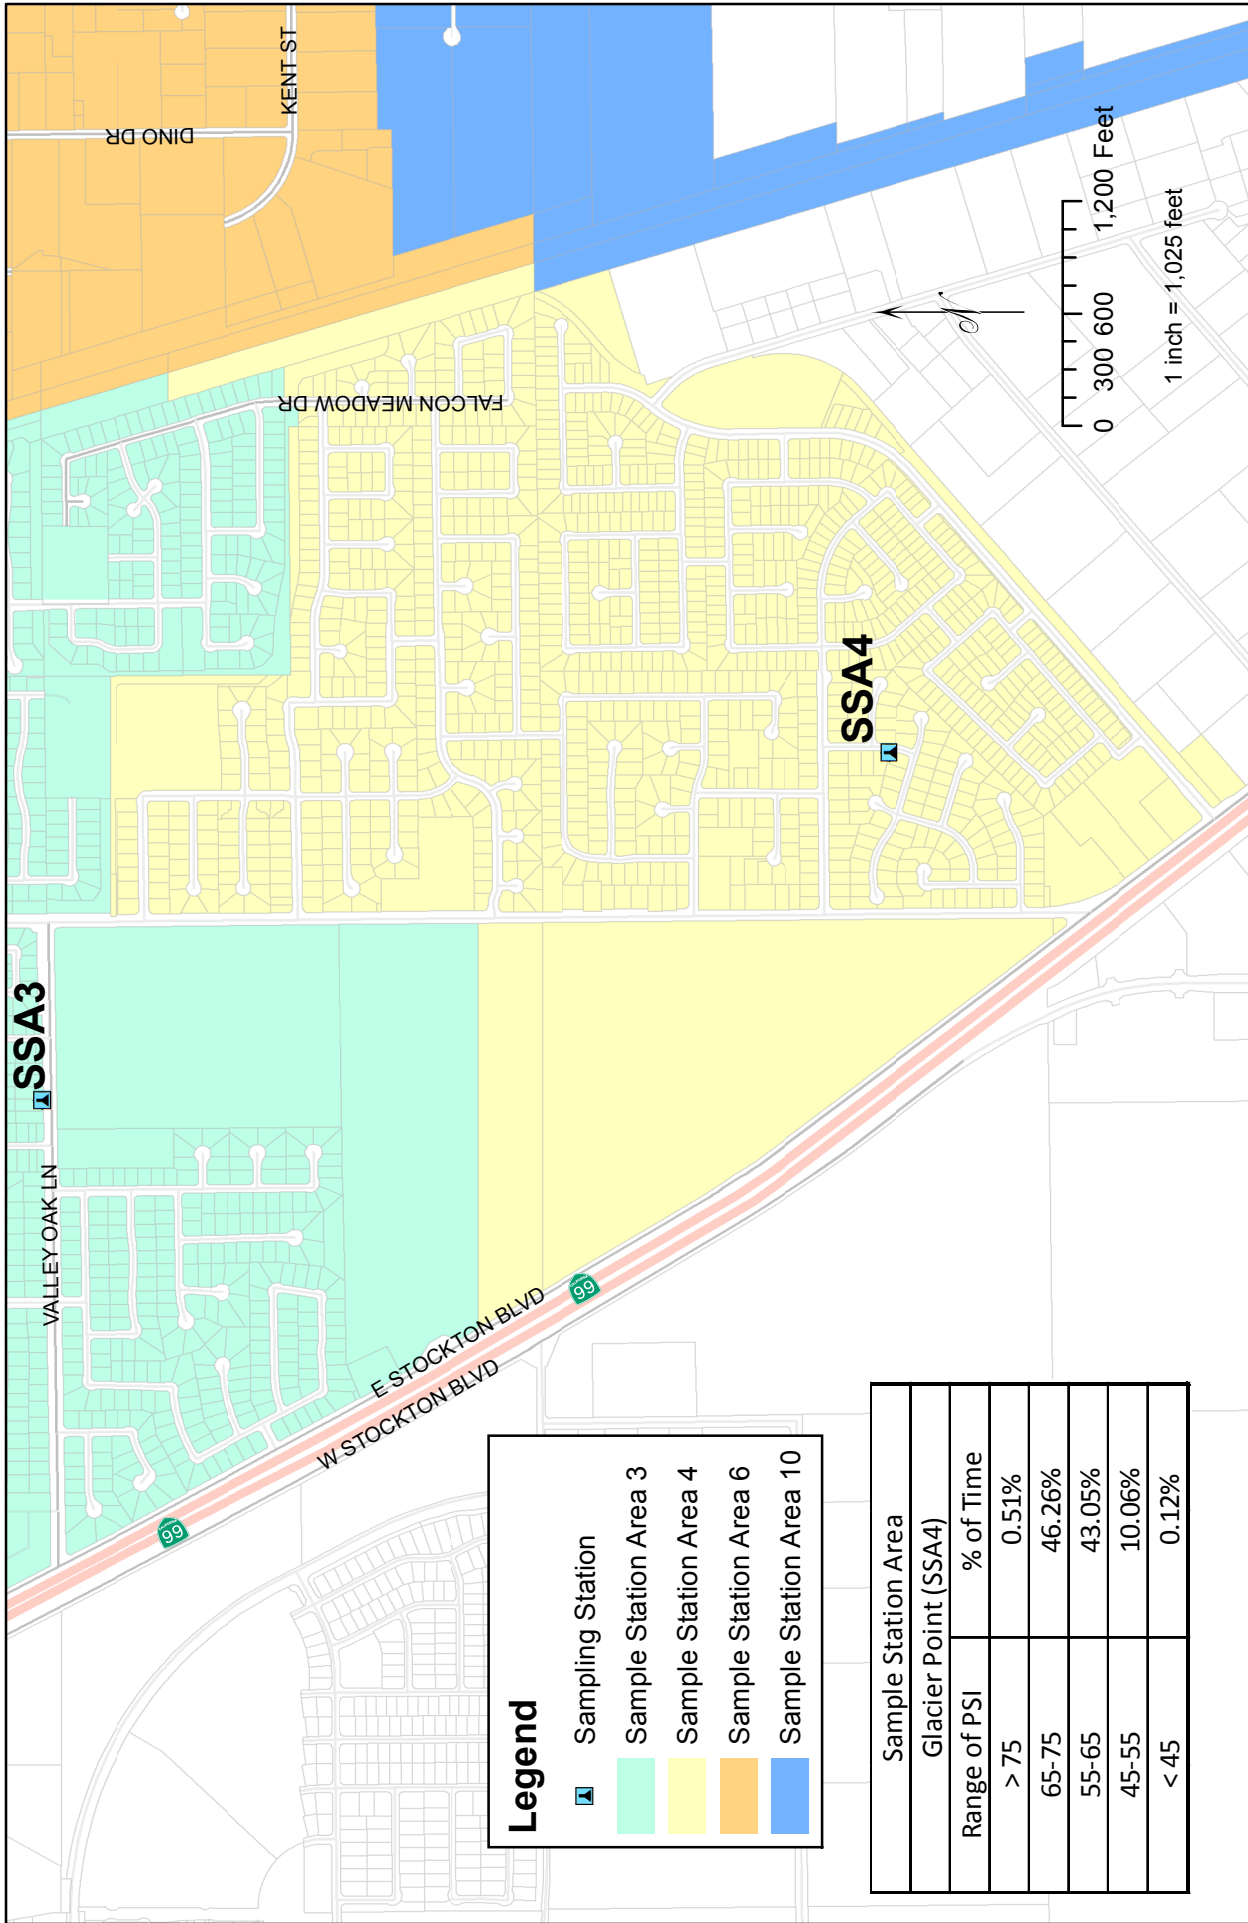 SSA3
VALLEY OAK LN
DINO DR
KENT ST
FALCON MEADOW DR
SSA4
99
E STOCKTON BLVD
W STOCKTON BLVD
CALIFORNIA
99
N
0 300 600 1,200 Feet
1 inch = 1,025 feet
Legend
Sampling Station
Sample Station Area 3
Sample Station Area 4
Sample Station Area 6
Sample Station Area 10
Sample Station Area
Glacier Point (SSA4)
Range of PSI % of Time
> 75 0.51%
65-75 46.26%
55-65 43.05%
45-55 10.06%
< 45 0.12%